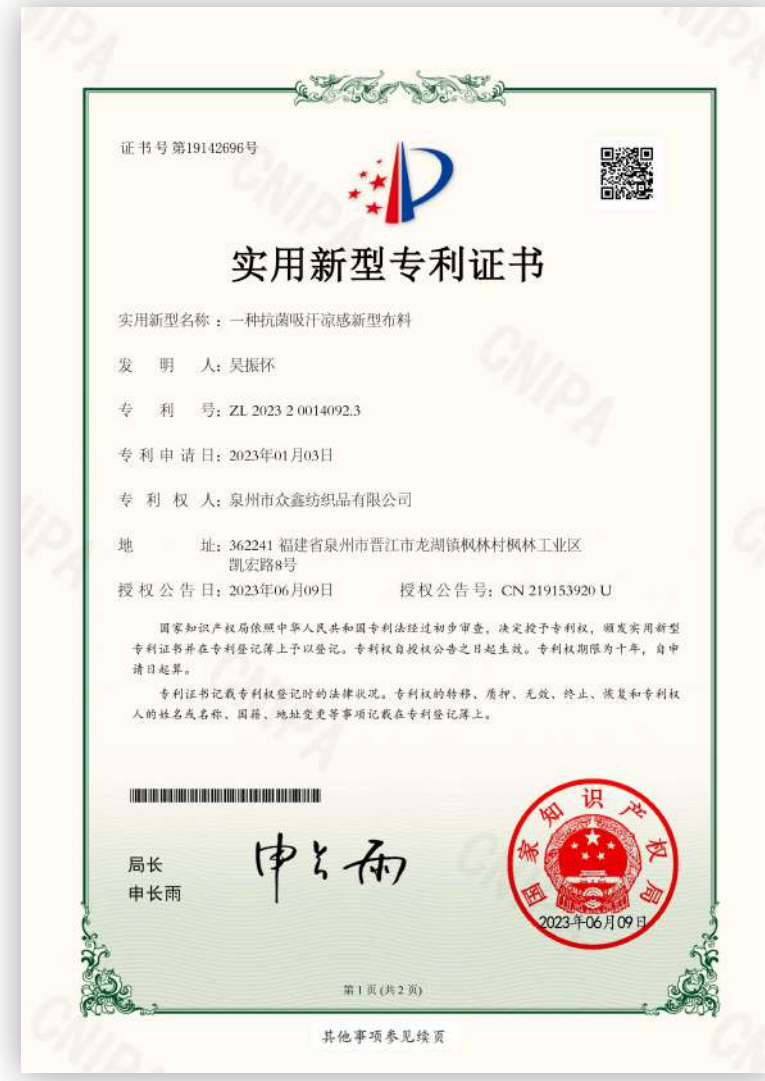 证书号第19142696号
实用新型专利证书
实用新型名称：一种抗菌吸汗凉感新型布料
发明人：吴振怀
专利号：ZL 2023 2 0014092.3
专利申请日：2023年01月03日
专利权人：泉州市众鑫纺织品有限公司
地址：362241 福建省泉州市晋江市龙湖镇枫林村枫林工业区
凯宏路8号
授权公告日：2023年06月09日 授权公告号：CN 219153920 U
国家知识产权局依照中华人民共和国专利法经过初步审查，决定授予专利权，颁发实用新型
专利证书并在专利登记簿上予以登记。专利权自授权公告之日起生效。专利权期限为十年，自申
请日起算。
专利证书记载专利权登记时的法律状况。专利权的转移、质押、无效、终止、恢复和专利权
人的姓名或名称、国籍、地址变更等事项记载在专利登记簿上。
局长
申长雨
申长雨
国家知识产权局
2023年06月09日
第 1 页 (共 2 页)
其他事项参见续页
CNIPA
CNIPA
CNIPA
CNIPA